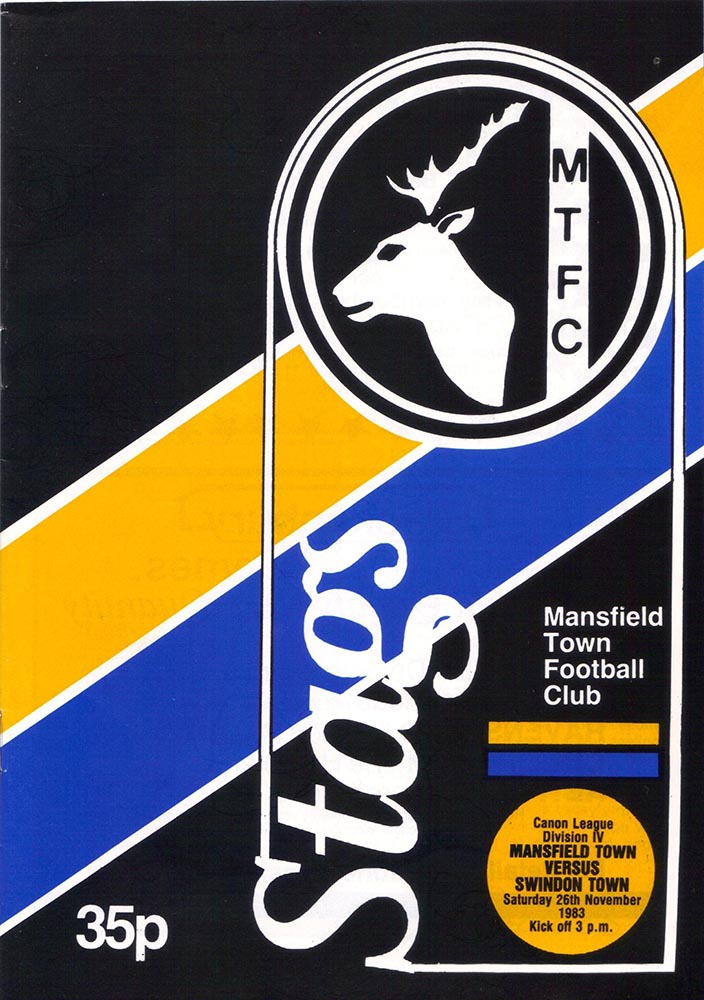 M
T
F
C
Stags
Mansfield
Town
Football
Club
Canon League
Division IV
MANSFIELD TOWN
VERSUS
SWINDON TOWN
Saturday 26th November
1983
Kick off 3 p.m.
35p